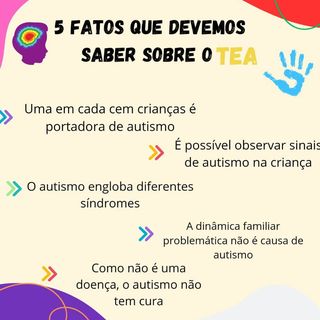 5 FATOS QUE DEVEMOS
SABER SOBRE O TEA
Uma em cada cem crianças é
portadora de autismo
É possível observar sinais
de autismo na criança
O autismo engloba diferentes
síndromes
A dinâmica familiar
problemática não é causa de
autismo
Como não é uma
doença, o autismo não
tem cura